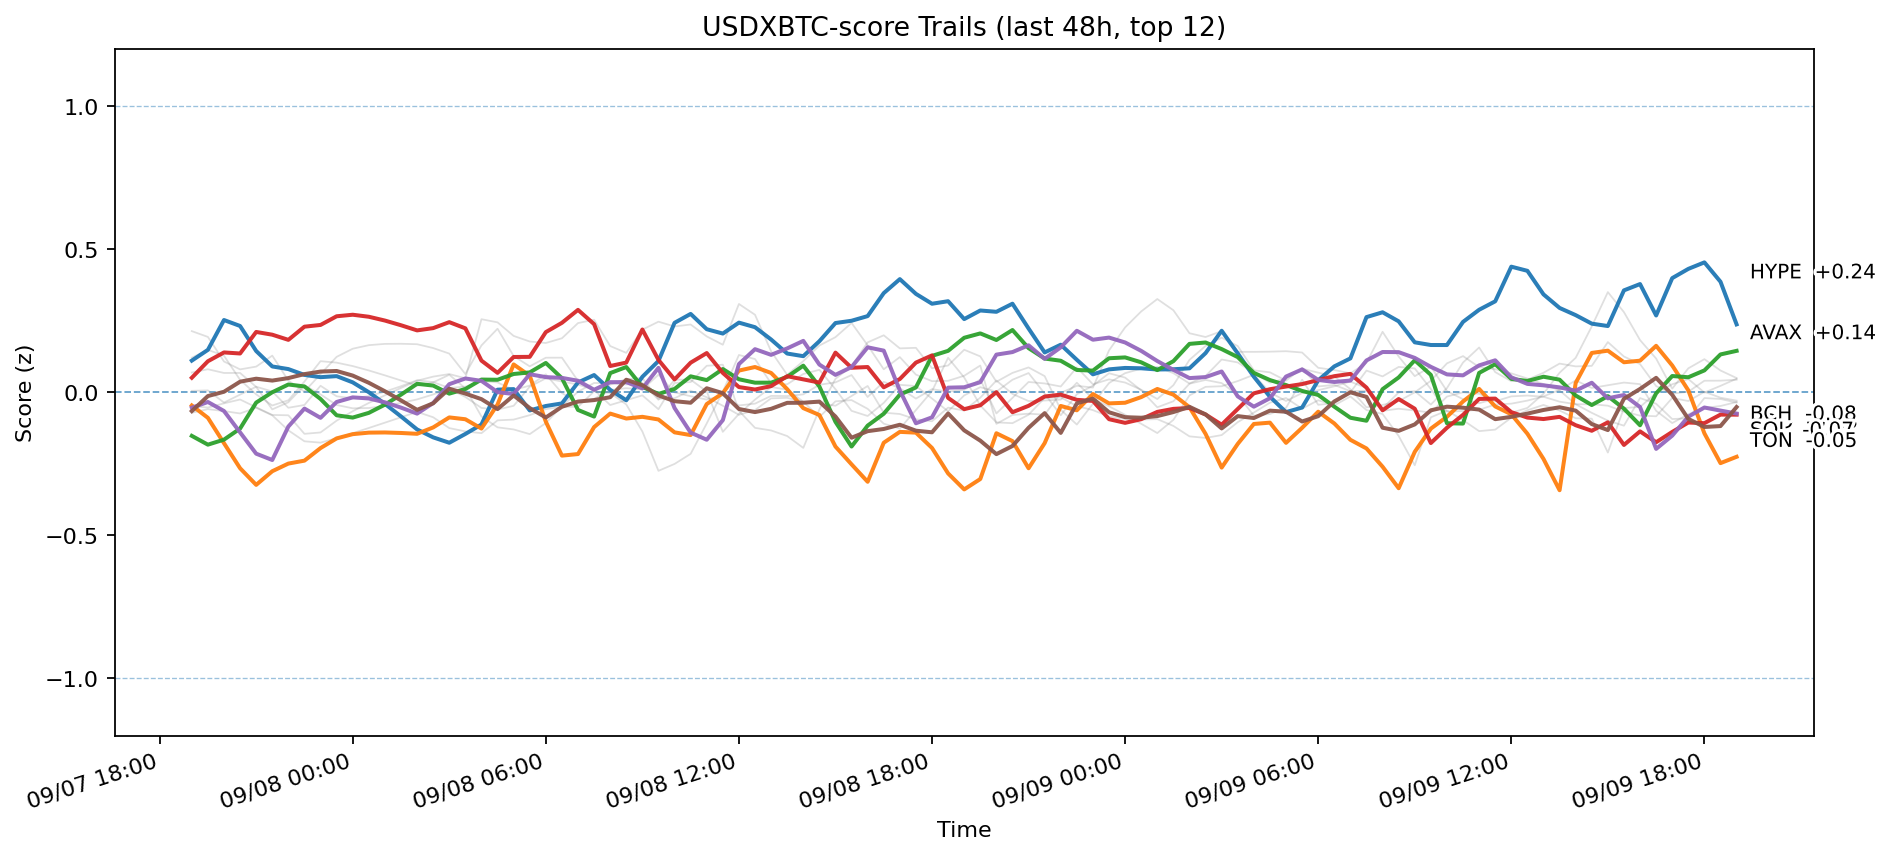 USDXBTC-score Trails (last 48h, top 12)
Score (z)
1.0
0.5
0.0
−0.5
−1.0
HYPE +0.24
AVAX +0.14
BCH -0.08
TON -0.05
09/07 18:00
09/08 00:00
09/08 06:00
09/08 12:00
09/08 18:00
09/09 00:00
09/09 06:00
09/09 12:00
09/09 18:00
Time